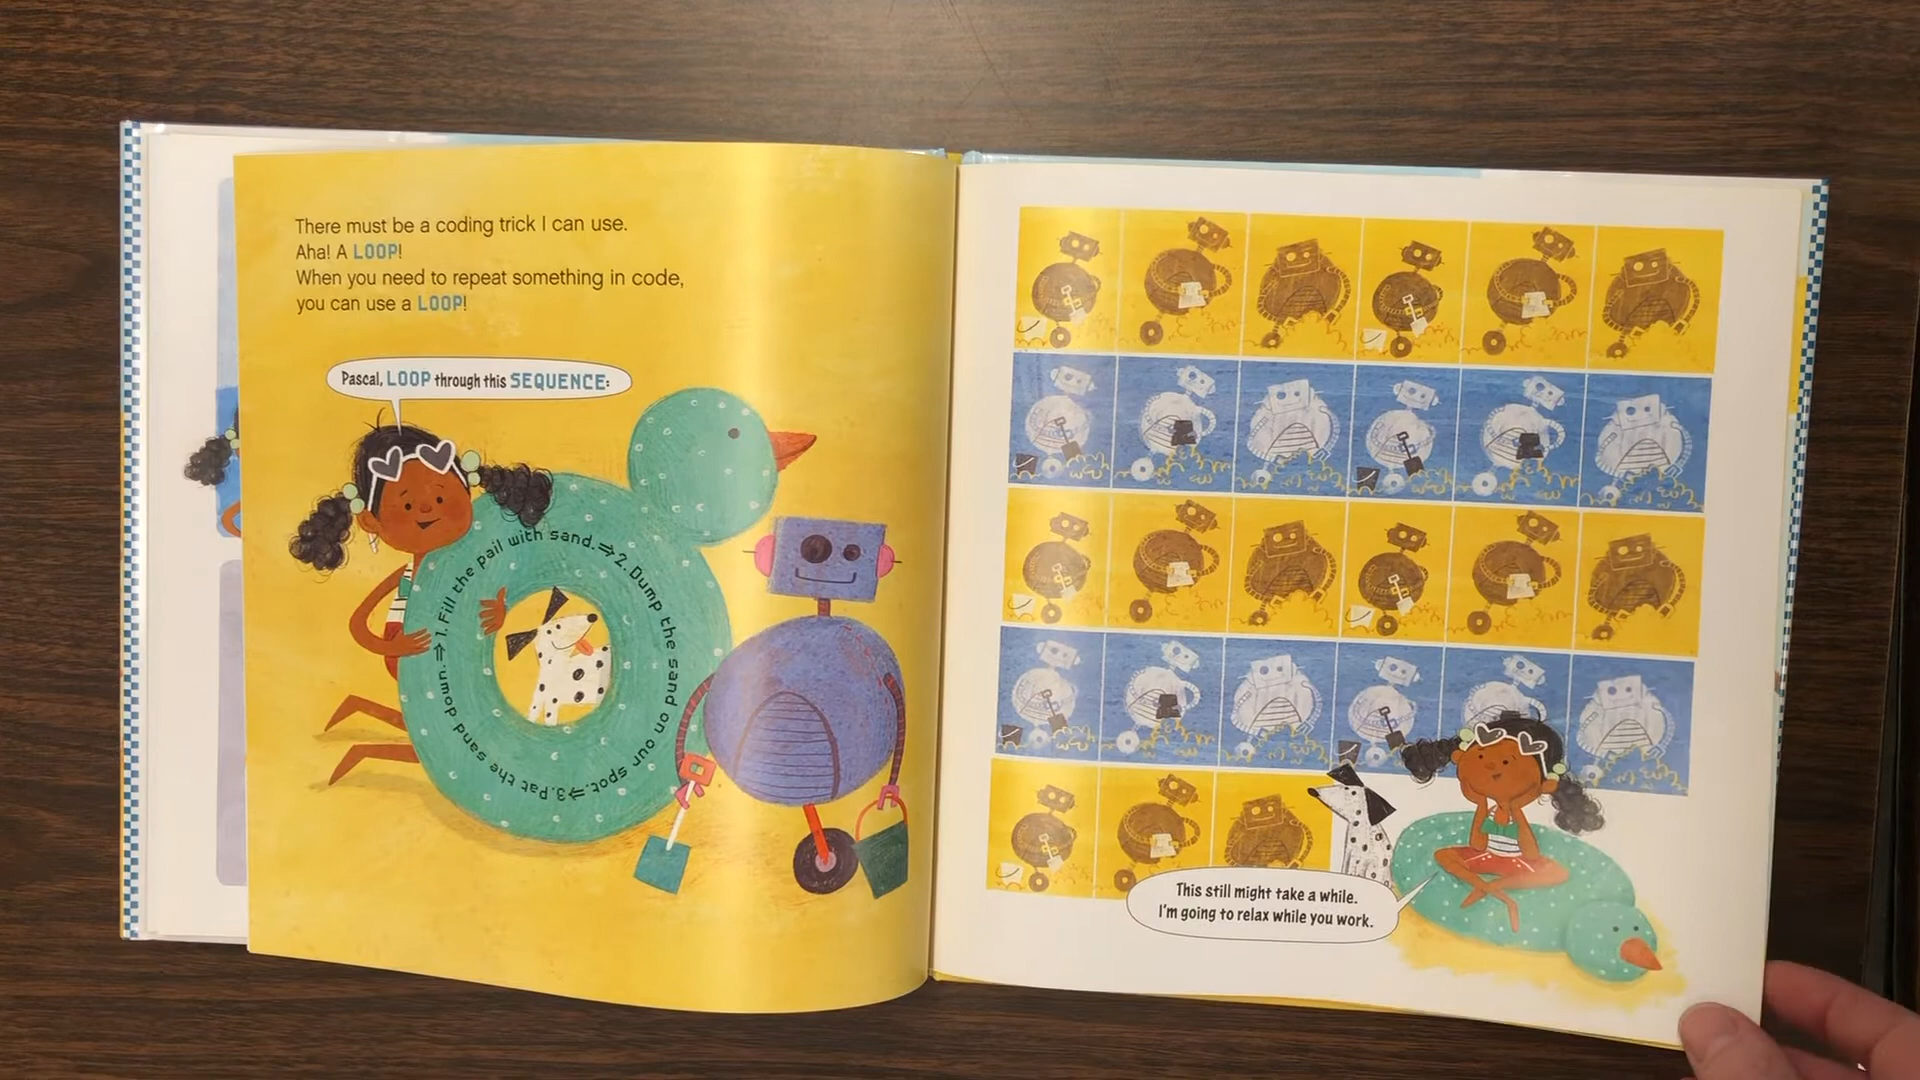 There must be a coding trick I can use.
Aha! A LOOP!
When you need to repeat something in code,
you can use a LOOP!
Pascal, LOOP through this SEQUENCE:
⇒1. Fill the pail with sand.⇒2. Dump the sand on our spot.⇒3. Pat the sand down.
This still might take a while.
I'm going to relax while you work.